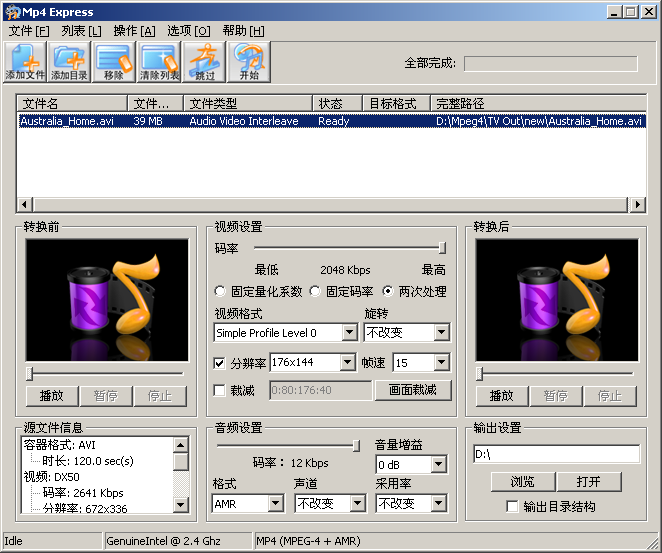 Mp4 Express
文件 [F] 列表 [L] 操作 [A] 选项 [O] 帮助 [H]
添加文件 添加目录 移除 清除列表 跳过 开始
全部完成:
文件名 文件... 文件类型 状态 目标格式 完整路径
Australia_Home.avi 39 MB Audio Video Interleave Ready D:\Mpeg4\TV Out\new\Australia_Home.avi
转换前
播放 暂停 停止
视频设置
码率
最低 2048 Kbps 最高
固定量化系数 固定码率 两次处理
视频格式 旋转
Simple Profile Level 0 不改变
分辨率 176x144 帧速 15
裁减 0:80:176:40 画面裁减
转换后
播放 暂停 停止
源文件信息
容器格式: AVI
时长: 120.0 sec(s)
视频: DX50
码率: 2641 Kbps
分辨率: 672x336
音频设置
音量增益
码率： 12 Kbps 0 dB
格式 声道 采用率
AMR 不改变 不改变
输出设置
D:\
浏览 打开
输出目录结构
Idle GenuineIntel @ 2.4 Ghz MP4 (MPEG-4 + AMR)